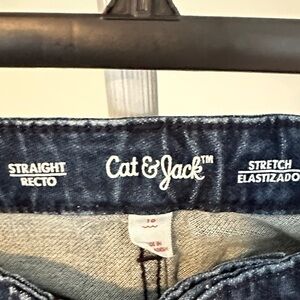 STRAIGHT
RECTO
Cat & Jack™
STRETCH
ELASTIZADO